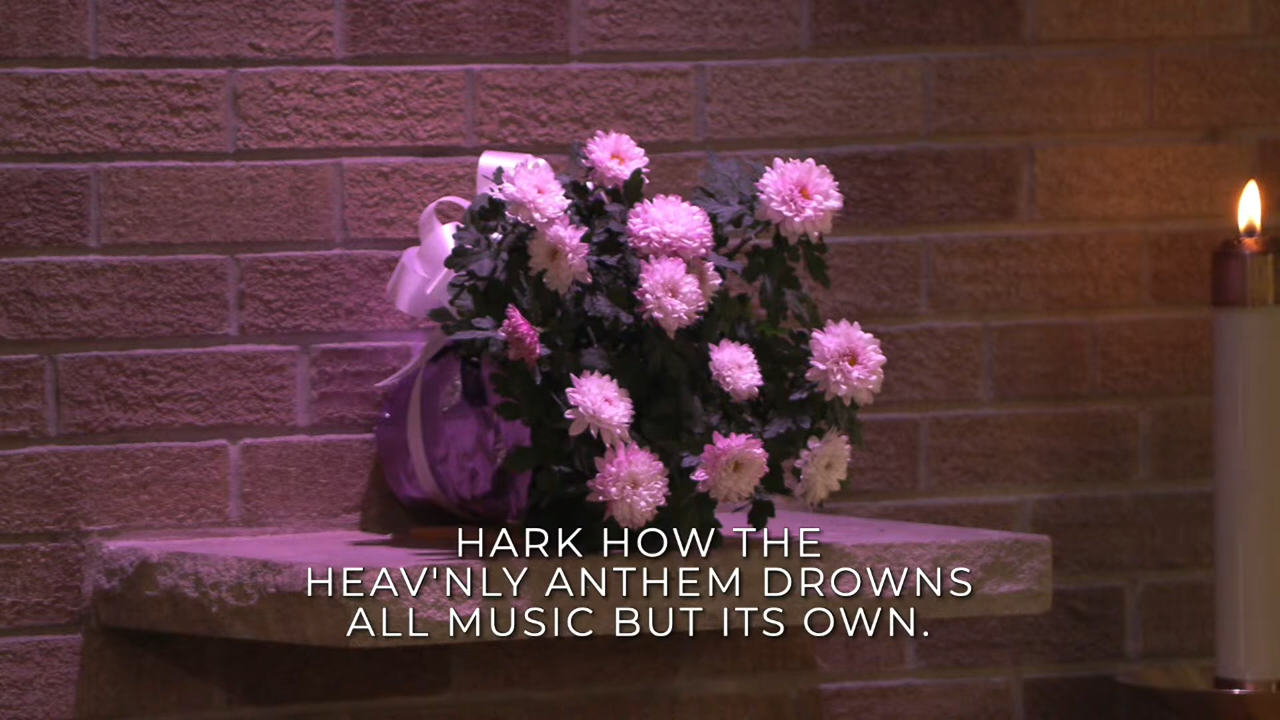 HARK HOW THE
HEAV'NLY ANTHEM DROWNS
ALL MUSIC BUT ITS OWN.